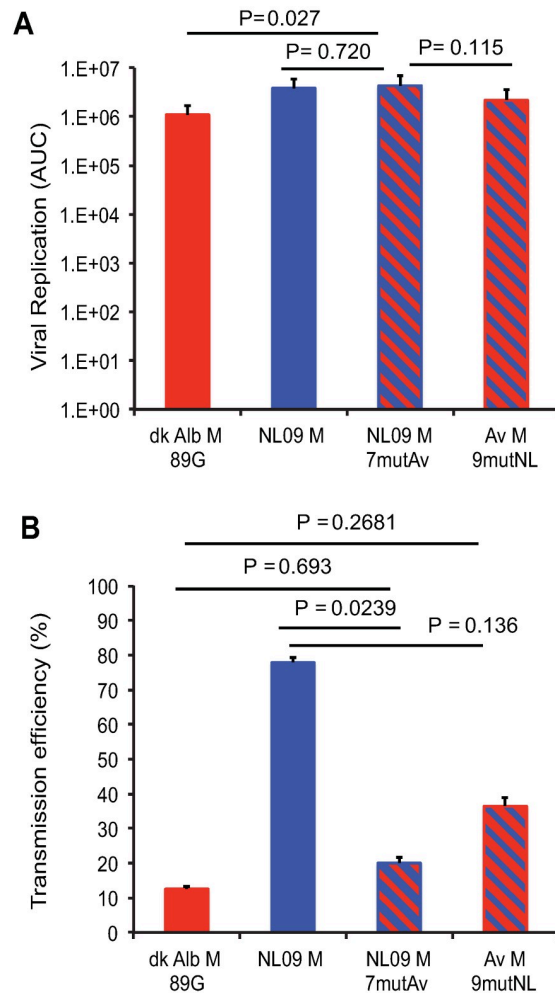 A
P=0.027
P= 0.720
P = 0.115
Viral Replication (AUC)
1.E+07
1.E+06
1.E+05
1.E+04
1.E+03
1.E+02
1.E+01
1.E+00
dk Alb M
89G
NL09 M
NL09 M
7mutAv
Av M
9mutNL
B
P = 0.2681
P = 0.693
P = 0.0239
P = 0.136
Transmission efficiency (%)
100
90
80
70
60
50
40
30
20
10
0
dk Alb M
89G
NL09 M
NL09 M
7mutAv
Av M
9mutNL